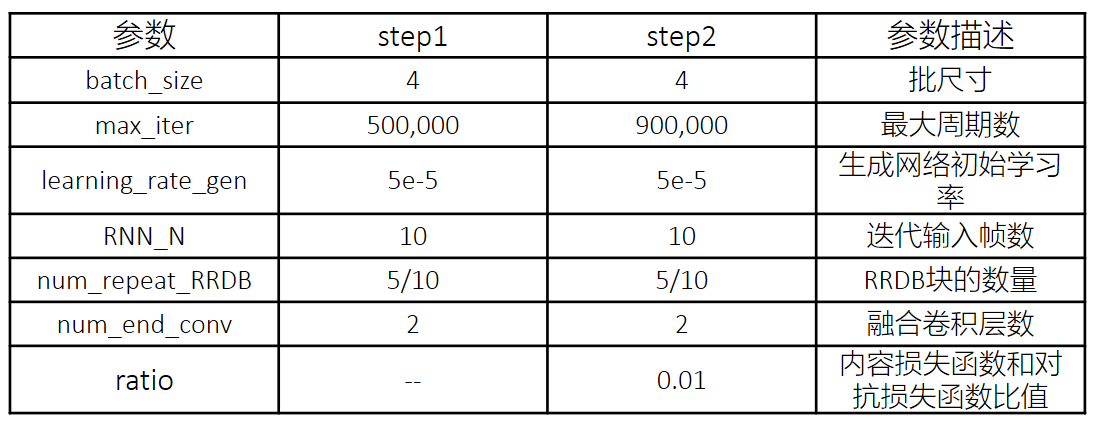 参数 step1 step2 参数描述
batch_size 4 4 批尺寸
max_iter 500,000 900,000 最大周期数
learning_rate_gen 5e-5 5e-5 生成网络初始学习
率
RNN_N 10 10 迭代输入帧数
num_repeat_RRDB 5/10 5/10 RRDB块的数量
num_end_conv 2 2 融合卷积层数
ratio -- 0.01 内容损失函数和对
抗损失函数比值